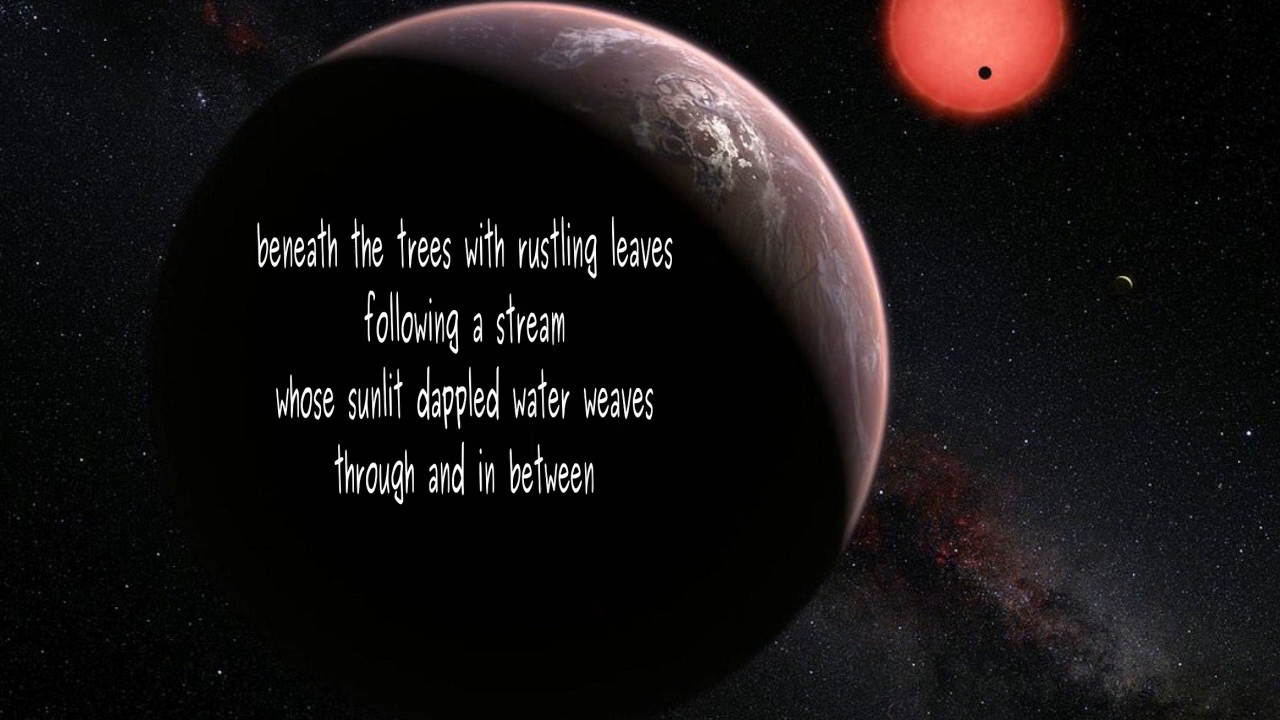 beneath the trees with rustling leaves
following a stream
whose sunlit dappled water weaves
through and in between